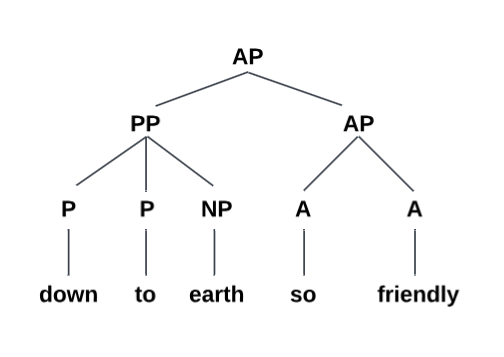 AP
PP AP
P P NP A A
down to earth so friendly